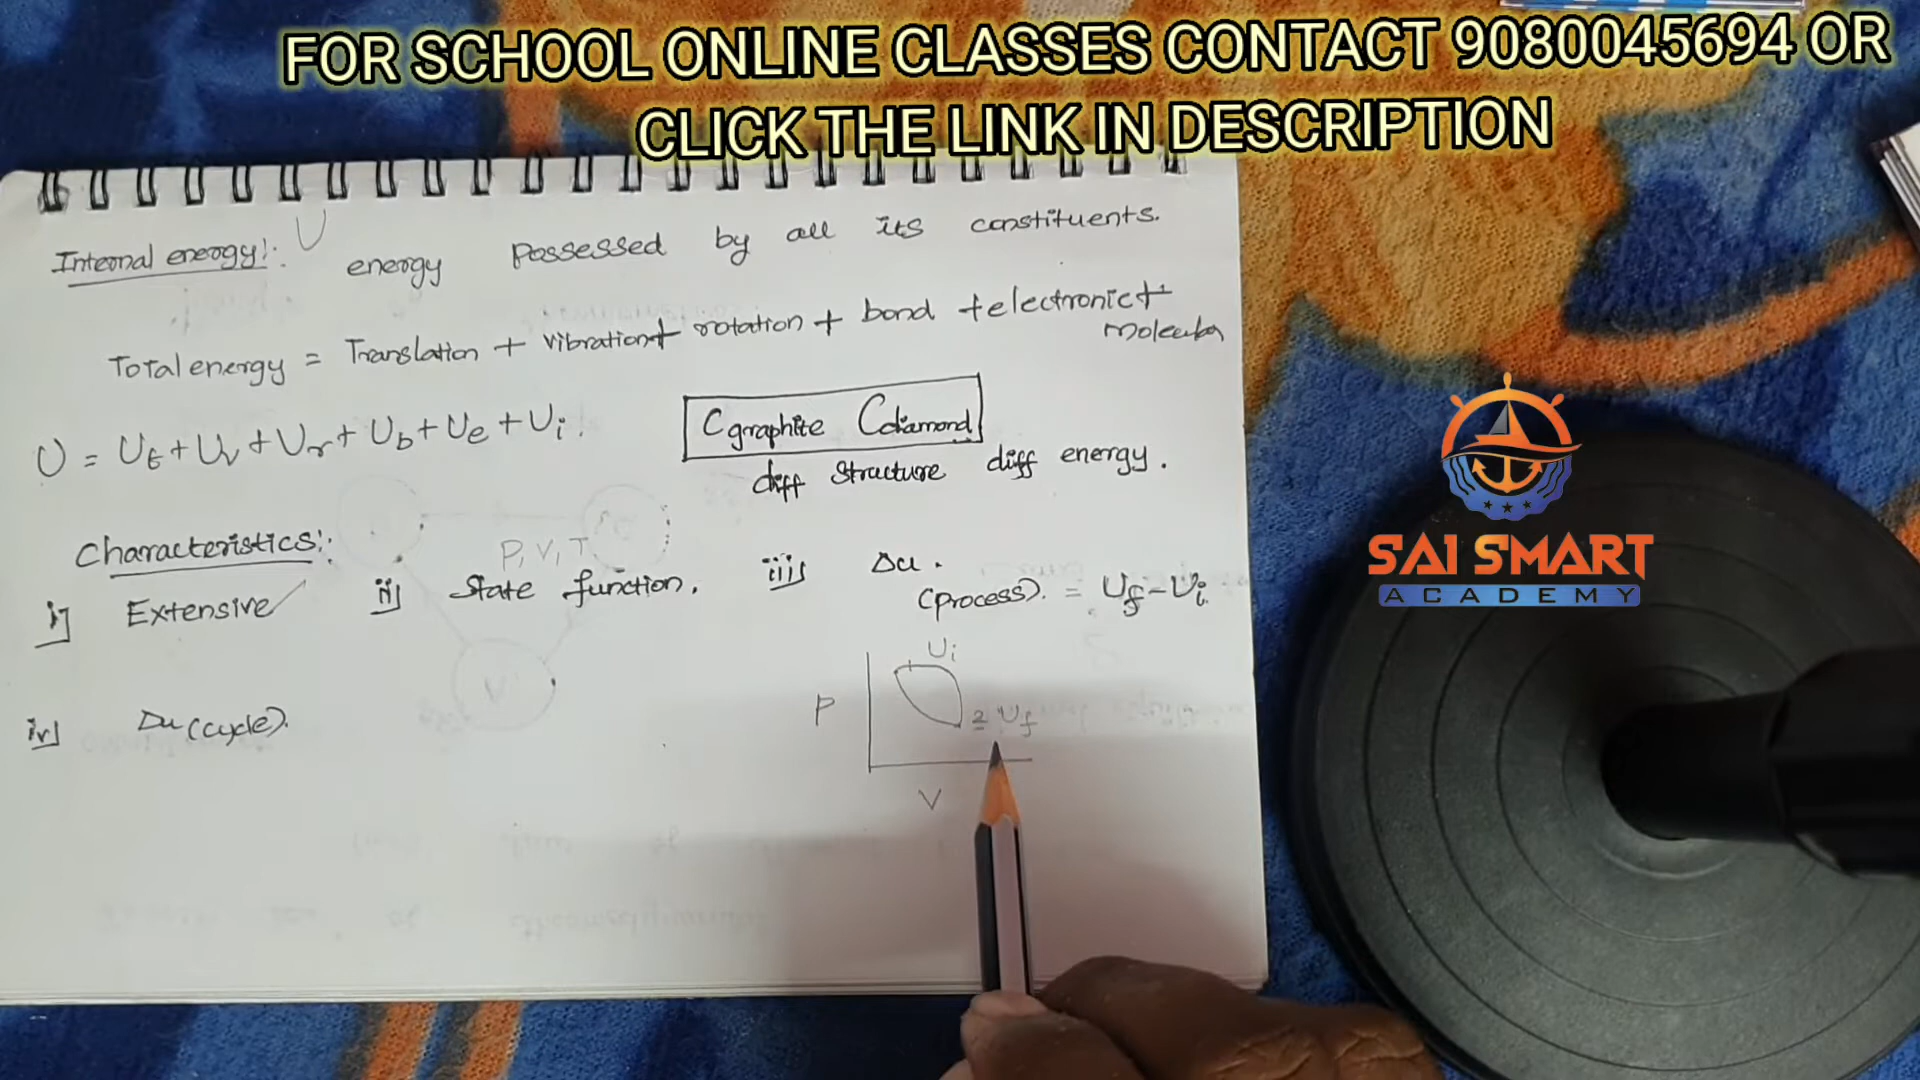 FOR SCHOOL ONLINE CLASSES CONTACT 9080045694 OR
CLICK THE LINK IN DESCRIPTION
Internal energy:. U energy possessed by all its constituents.
Total energy = Translation + vibration + rotation + bond + electronic +
molecular
U = Ut + Uv + Ur + Ub + Ue + Ui.
Cgraphite Cdiamond
diff structure diff energy.
Characteristics:.
P, V, T
i] Extensive ii] State function. iii] Δu. (process). = Uf - Ui.
Ui
P
2 Uf
V
iv] Δu (cycle).
SAI SMART
ACADEMY